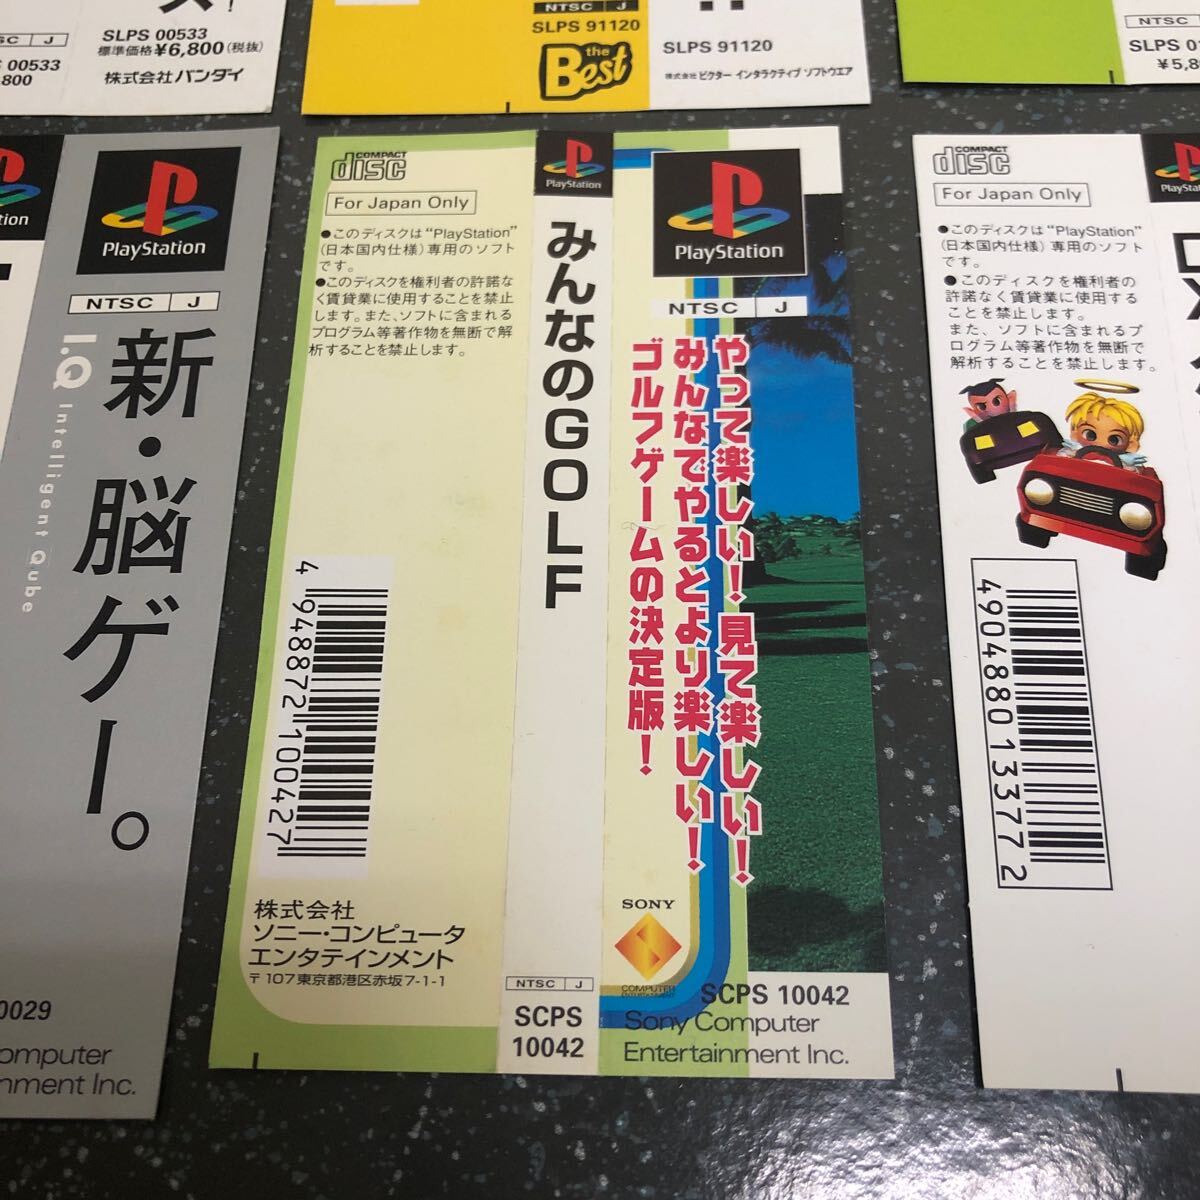 SLPS 00533
標準価格¥6,800(税抜)
株式会社バンダイ
J
00533
800
SLPS 91120
the Best
SLPS 91120
株式会社 ビクター インタラクティブ ソフトウエア
NTSC J
SLPS 0
¥5,8
PlayStation
NTSC J
新・脳ゲー。
I.Q Intelligent Qube
0029
omputer
nment Inc.
COMPACT disc
For Japan Only
●このディスクは"PlayStation"
(日本国内仕様)専用のソフト
です。
●このディスクを権利者の許諾な
く賃貸業に使用することを禁止
します。また、ソフトに含まれる
プログラム等著作物を無断で解
析することを禁止します。
4948872100427
株式会社
ソニー・コンピュータ
エンタテインメント
〒107東京都港区赤坂7-1-1
PlayStation
みんなのGOLF
NTSC J
SCPS
10042
PlayStation
NTSC J
やって楽しい!見て楽しい!
みんなでやるとより楽しい!
ゴルフゲームの決定版!
SONY
COMPUTER
ENTERTAINMENT
SCPS 10042
Sony Computer
Entertainment Inc.
COMPACT disc
For Japan Only
●このディスクは"PlayStation"
(日本国内仕様)専用のソフト
です。
●このディスクを権利者の
許諾なく賃貸業に使用する
ことを禁止します。
また、ソフトに含まれるプ
ログラム等著作物を無断で
解析することを禁止します。
4904880133772